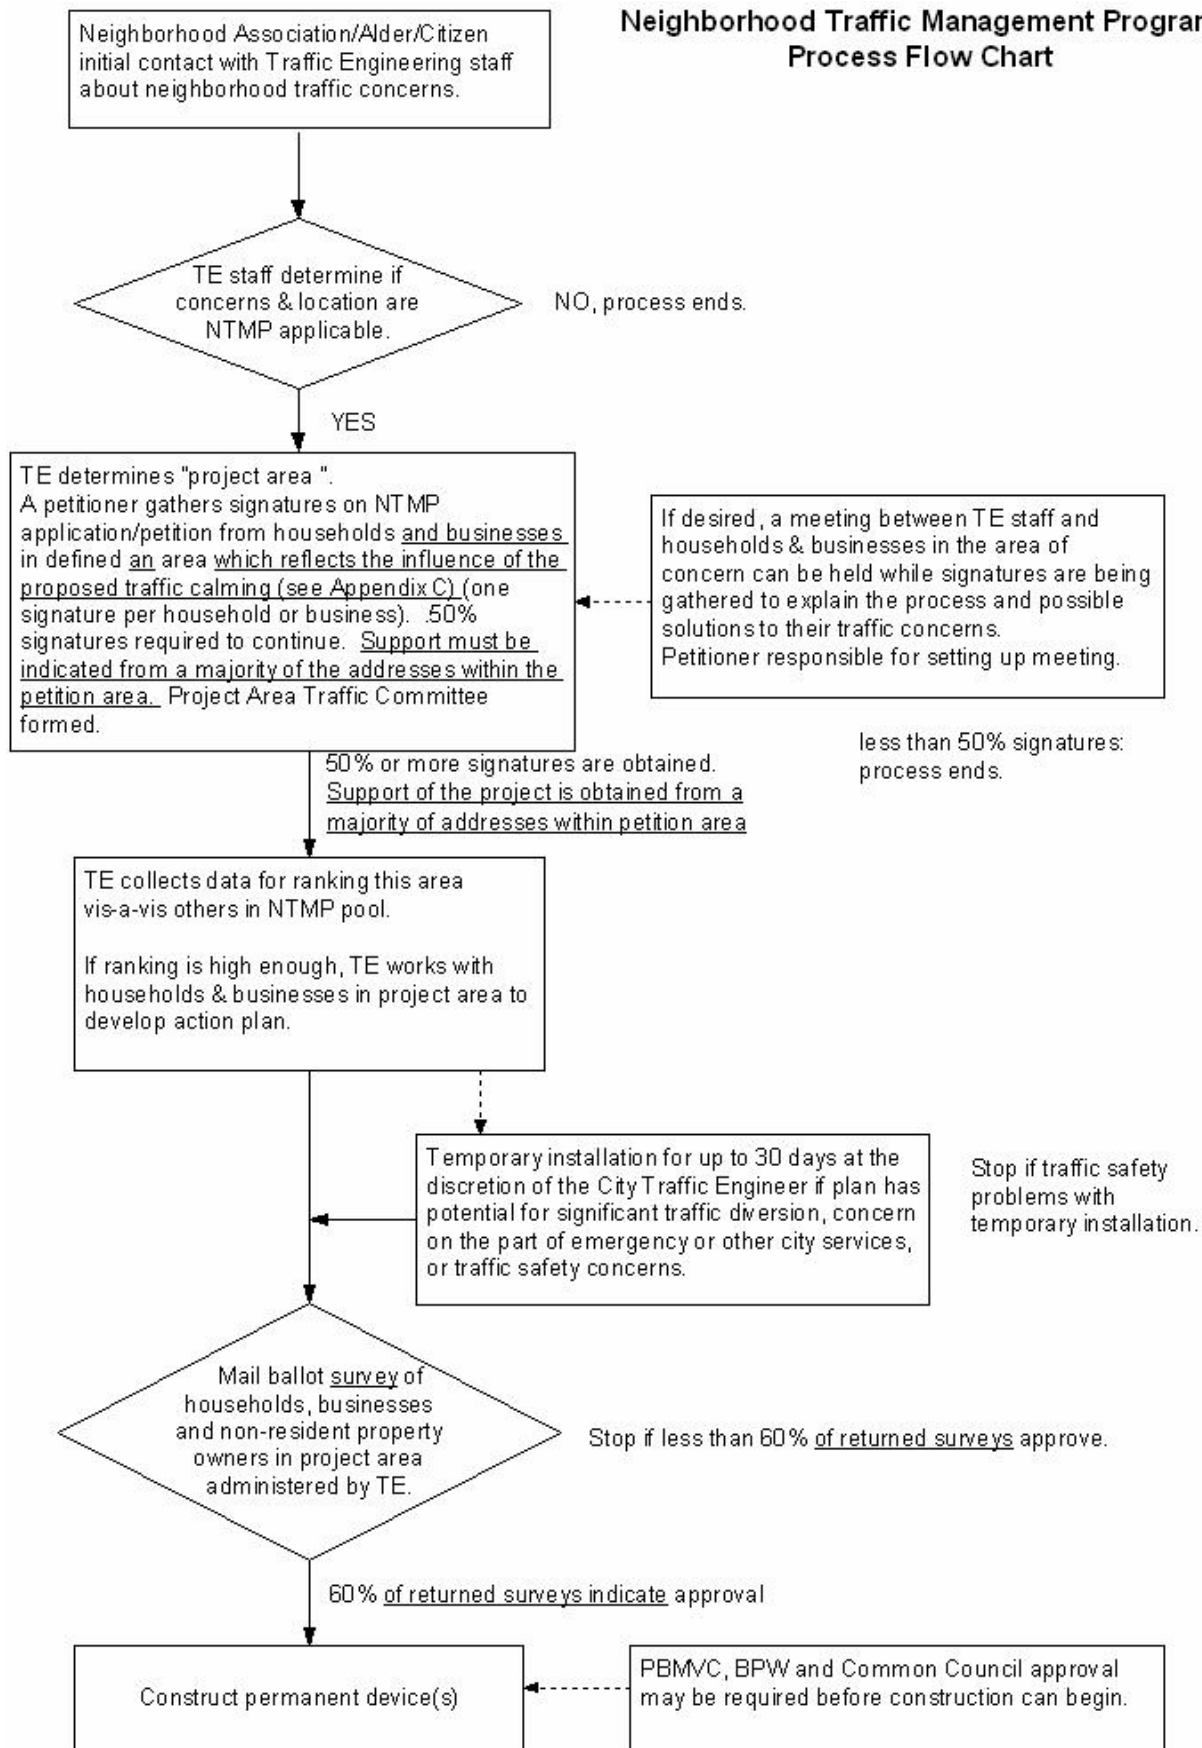 Neighborhood Traffic Management Progran
Process Flow Chart
Neighborhood Association/Alder/Citizen
initial contact with Traffic Engineering staff
about neighborhood traffic concerns.
TE staff determine if
concerns & location are
NTMP applicable.
NO, process ends.
YES
TE determines "project area ".
A petitioner gathers signatures on NTMP
application/petition from households and businesses
in defined an area which reflects the influence of the
proposed traffic calming (see Appendix C) (one
signature per household or business). .50%
signatures required to continue. Support must be
indicated from a majority of the addresses within the
petition area. Project Area Traffic Committee
formed.
If desired, a meeting between TE staff and
households & businesses in the area of
concern can be held while signatures are being
gathered to explain the process and possible
solutions to their traffic concerns.
Petitioner responsible for setting up meeting.
less than 50% signatures:
process ends.
50% or more signatures are obtained.
Support of the project is obtained from a
majority of addresses within petition area
TE collects data for ranking this area
vis-a-vis others in NTMP pool.
If ranking is high enough, TE works with
households & businesses in project area to
develop action plan.
Temporary installation for up to 30 days at the
discretion of the City Traffic Engineer if plan has
potential for significant traffic diversion, concern
on the part of emergency or other city services,
or traffic safety concerns.
Stop if traffic safety
problems with
temporary installation.
Mail ballot survey of
households, businesses
and non-resident property
owners in project area
administered by TE.
Stop if less than 60% of returned surveys approve.
60% of returned surveys indicate approval
Construct permanent device(s)
PBMVC, BPW and Common Council approval
may be required before construction can begin.